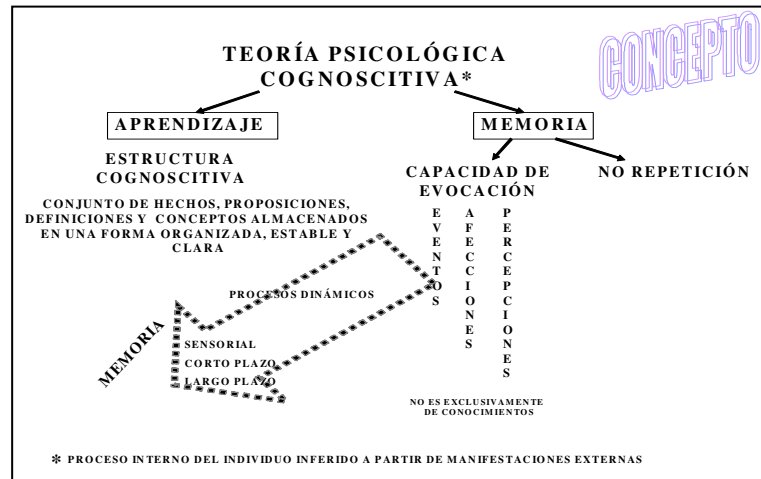 CONCEPTO
TEORÍA PSICOLÓGICA
COGNOSCITIVA*
APRENDIZAJE
MEMORIA
ESTRUCTURA
COGNOSCITIVA
CONJUNTO DE HECHOS, PROPOSICIONES,
DEFINICIONES Y CONCEPTOS ALMACENADOS
EN UNA FORMA ORGANIZADA, ESTABLE Y
CLARA
CAPACIDAD DE
EVOCACIÓN
NO REPETICIÓN
EVENTOS
AFECCIONES
PERCEPCIONES
PROCESOS DINÁMICOS
MEMORIA
SENSORIAL
CORTO PLAZO
LARGO PLAZO
NO ES EXCLUSIVAMENTE
DE CONOCIMIENTOS
* PROCESO INTERNO DEL INDIVIDUO INFERIDO A PARTIR DE MANIFESTACIONES EXTERNAS